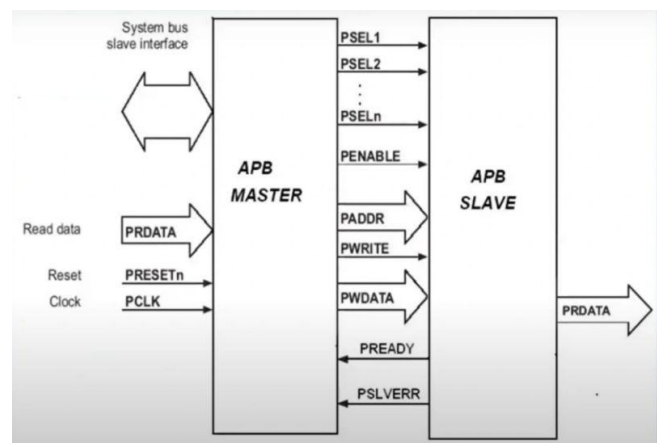 System bus
slave interface
Read data
PRDATA
Reset
PRESETn
Clock
PCLK
APB
MASTER
PSEL1
PSEL2
PSELn
PENABLE
PADDR
PWRITE
PWDATA
PREADY
PSLVERR
APB
SLAVE
PRDATA